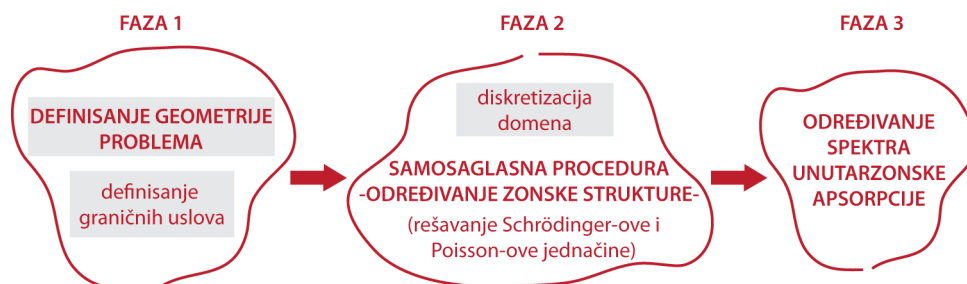 FAZA 1
FAZA 2
FAZA 3
DEFINISANJE GEOMETRIJE
PROBLEMA
definisanje
graničnih uslova
diskretizacija
domena
SAMOSAGLASNA PROCEDURA
-ODREĐIVANJE ZONSKE STRUKTURE-
(rešavanje Schrödinger-ove i
Poisson-ove jednačine)
ODREĐIVANJE
SPEKTRA
UNUTARZONSKE
APSORPCIJE